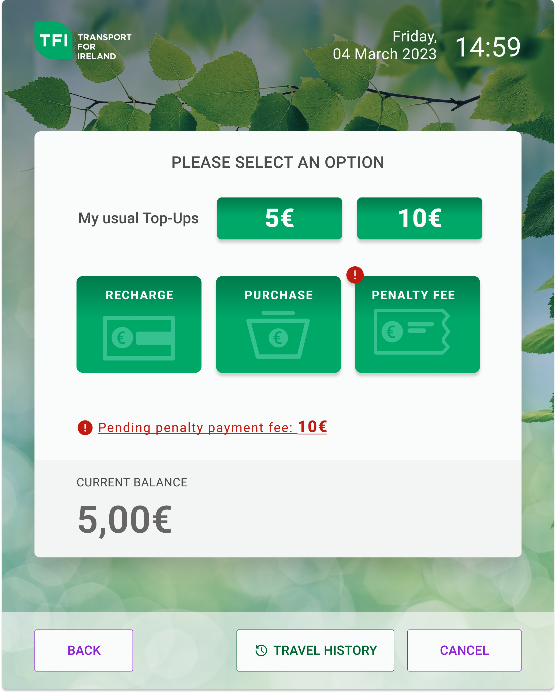 TFI TRANSPORT
FOR
IRELAND
Friday,
04 March 2023
14:59
PLEASE SELECT AN OPTION
My usual Top-Ups
5€
10€
RECHARGE
€
PURCHASE
€
!
PENALTY FEE
€
! Pending penalty payment fee: 10€
CURRENT BALANCE
5,00€
BACK
TRAVEL HISTORY
CANCEL